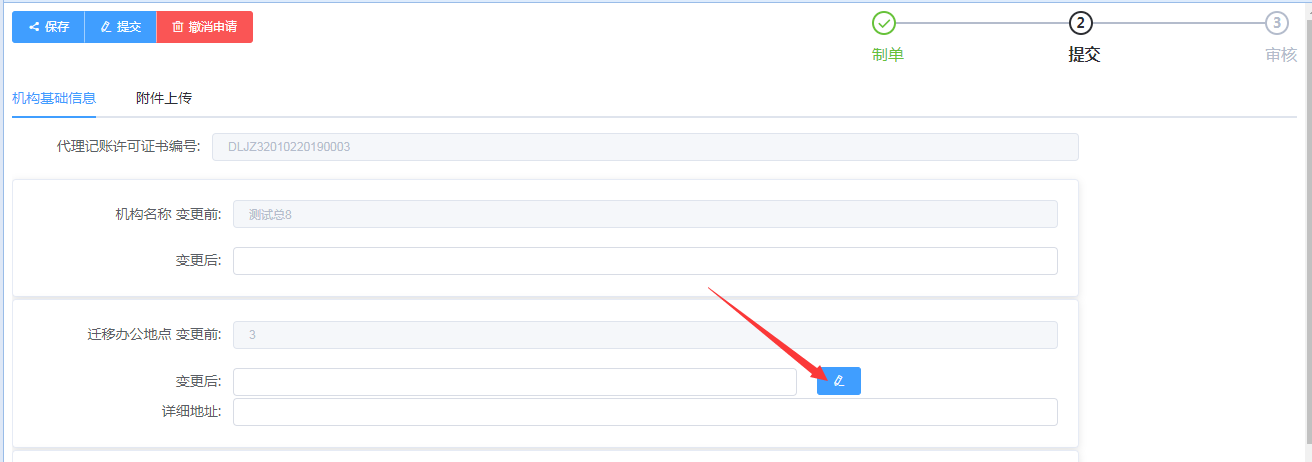 保存 提交 撤消申请
2 3
制单 提交 审核
机构基础信息 附件上传
代理记账许可证书编号: DLJZ32010220190003
机构名称 变更前: 测试总8
变更后:
迁移办公地点 变更前: 3
变更后:
详细地址: